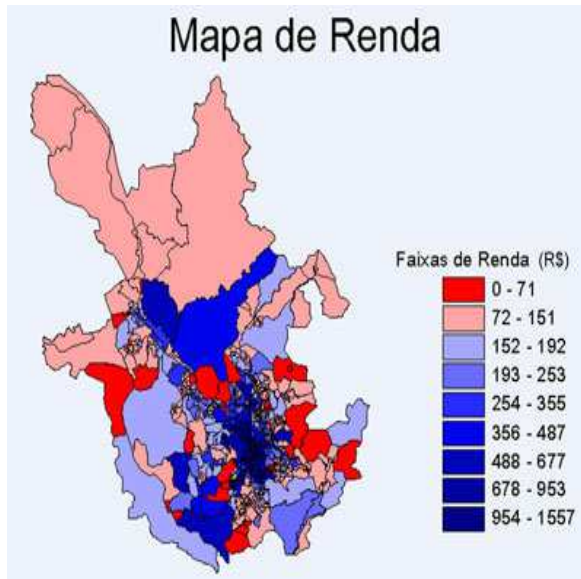 Mapa de Renda
Faixas de Renda (R$)
0 - 71
72 - 151
152 - 192
193 - 253
254 - 355
356 - 487
488 - 677
678 - 953
954 - 1557